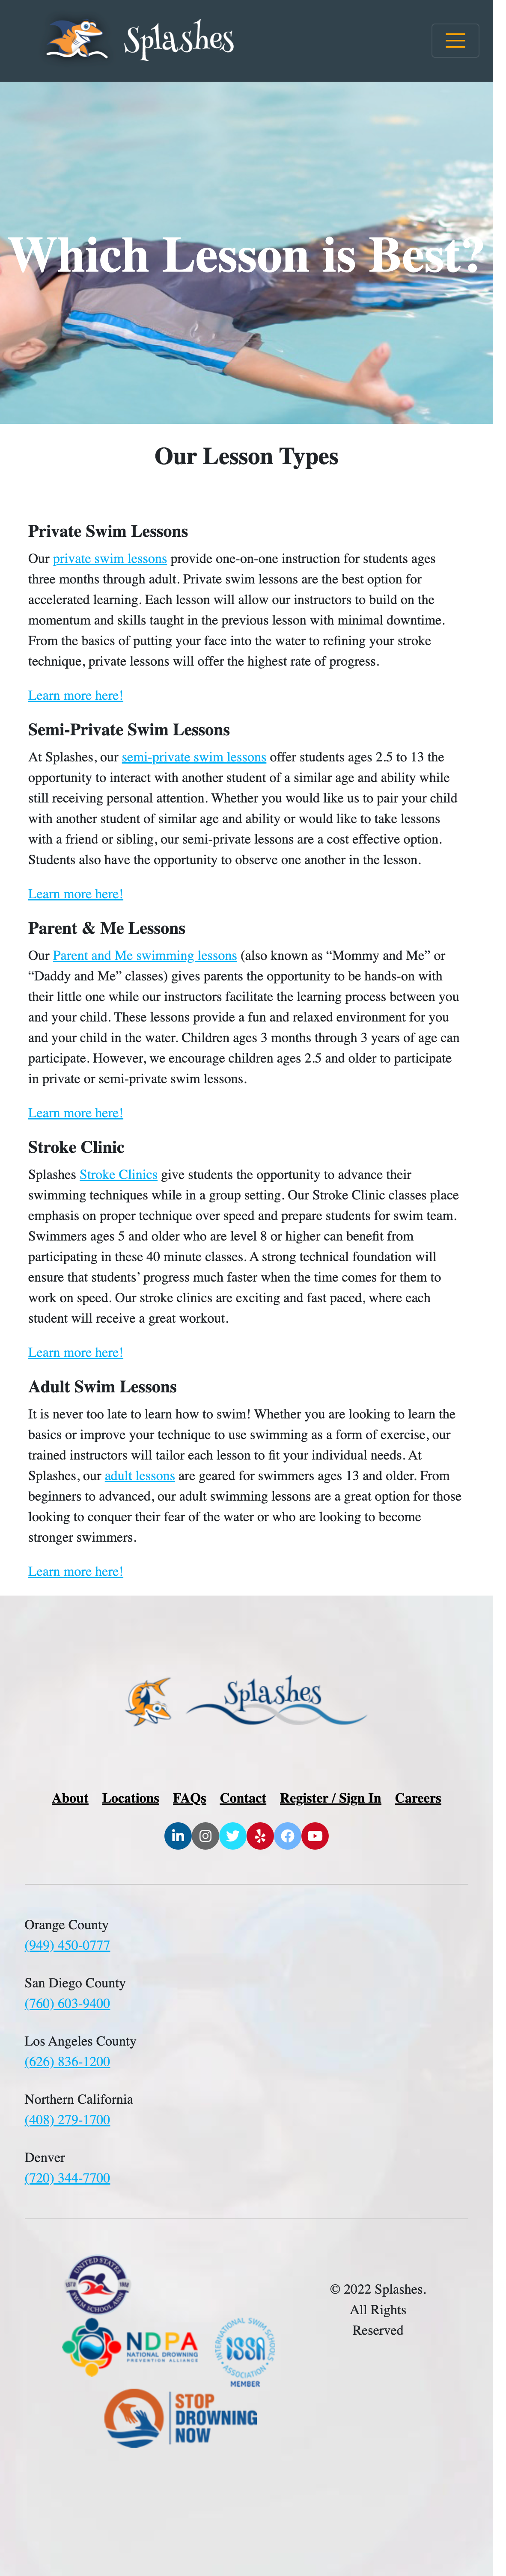 Splashes
Which Lesson is Best?
Our Lesson Types
Private Swim Lessons
Our private swim lessons provide one-on-one instruction for students ages
three months through adult. Private swim lessons are the best option for
accelerated learning. Each lesson will allow our instructors to build on the
momentum and skills taught in the previous lesson with minimal downtime.
From the basics of putting your face into the water to refining your stroke
technique, private lessons will offer the highest rate of progress.
Learn more here!
Semi-Private Swim Lessons
At Splashes, our semi-private swim lessons offer students ages 2.5 to 13 the
opportunity to interact with another student of a similar age and ability while
still receiving personal attention. Whether you would like us to pair your child
with another student of similar age and ability or would like to take lessons
with a friend or sibling, our semi-private lessons are a cost effective option.
Students also have the opportunity to observe one another in the lesson.
Learn more here!
Parent & Me Lessons
Our Parent and Me swimming lessons (also known as “Mommy and Me” or
“Daddy and Me” classes) gives parents the opportunity to be hands-on with
their little one while our instructors facilitate the learning process between you
and your child. These lessons provide a fun and relaxed environment for you
and your child in the water. Children ages 3 months through 3 years of age can
participate. However, we encourage children ages 2.5 and older to participate
in private or semi-private swim lessons.
Learn more here!
Stroke Clinic
Splashes Stroke Clinics give students the opportunity to advance their
swimming techniques while in a group setting. Our Stroke Clinic classes place
emphasis on proper technique over speed and prepare students for swim team.
Swimmers ages 5 and older who are level 8 or higher can benefit from
participating in these 40 minute classes. A strong technical foundation will
ensure that students’ progress much faster when the time comes for them to
work on speed. Our stroke clinics are exciting and fast paced, where each
student will receive a great workout.
Learn more here!
Adult Swim Lessons
It is never too late to learn how to swim! Whether you are looking to learn the
basics or improve your technique to use swimming as a form of exercise, our
trained instructors will tailor each lesson to fit your individual needs. At
Splashes, our adult lessons are geared for swimmers ages 13 and older. From
beginners to advanced, our adult swimming lessons are a great option for those
looking to conquer their fear of the water or who are looking to become
stronger swimmers.
Learn more here!
Splashes
About Locations FAQs Contact Register / Sign In Careers
Orange County
(949) 450-0777
San Diego County
(760) 603-9400
Los Angeles County
(626) 836-1200
Northern California
(408) 279-1700
Denver
(720) 344-7700
UNITED STATES
SWIM SCHOOL ASSN
NDPA
NATIONAL DROWNING
PREVENTION ALLIANCE
INTERNATIONAL SWIM SCHOOLS
ASSOCIATION
ISSA
MEMBER
STOP
DROWNING
NOW
© 2022 Splashes.
All Rights
Reserved